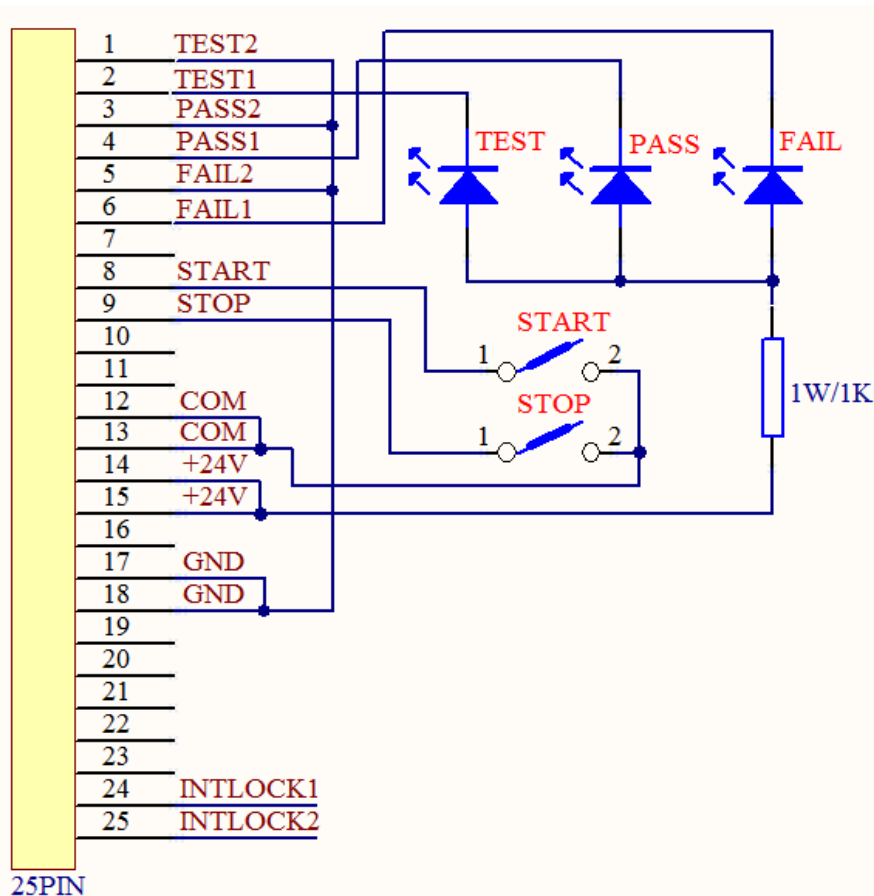 1 TEST2
2 TEST1
3 PASS2
4 PASS1
5 FAIL2
6 FAIL1
7
8 START
9 STOP
10
11
12 COM
13 COM
14 +24V
15 +24V
16
17 GND
18 GND
19
20
21
22
23
24 INTLOCK1
25 INTLOCK2
25PIN
TEST
PASS
FAIL
START
1 2
STOP
1 2
1W/1K